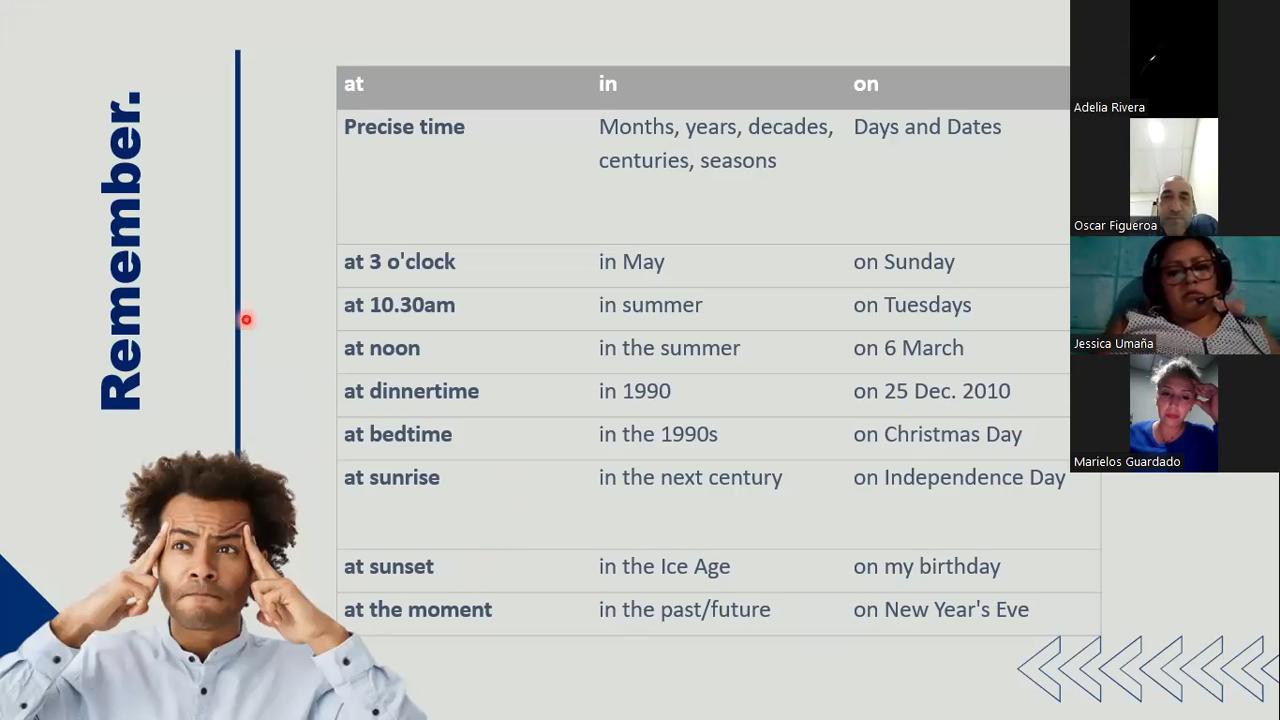 Remember.
at in on
Precise time Months, years, decades, Days and Dates
centuries, seasons
at 3 o'clock in May on Sunday
at 10.30am in summer on Tuesdays
at noon in the summer on 6 March
at dinnertime in 1990 on 25 Dec. 2010
at bedtime in the 1990s on Christmas Day
at sunrise in the next century on Independence Day
at sunset in the Ice Age on my birthday
at the moment in the past/future on New Year's Eve
Adelia Rivera
Oscar Figueroa
Jessica Umaña
Marielos Guardado